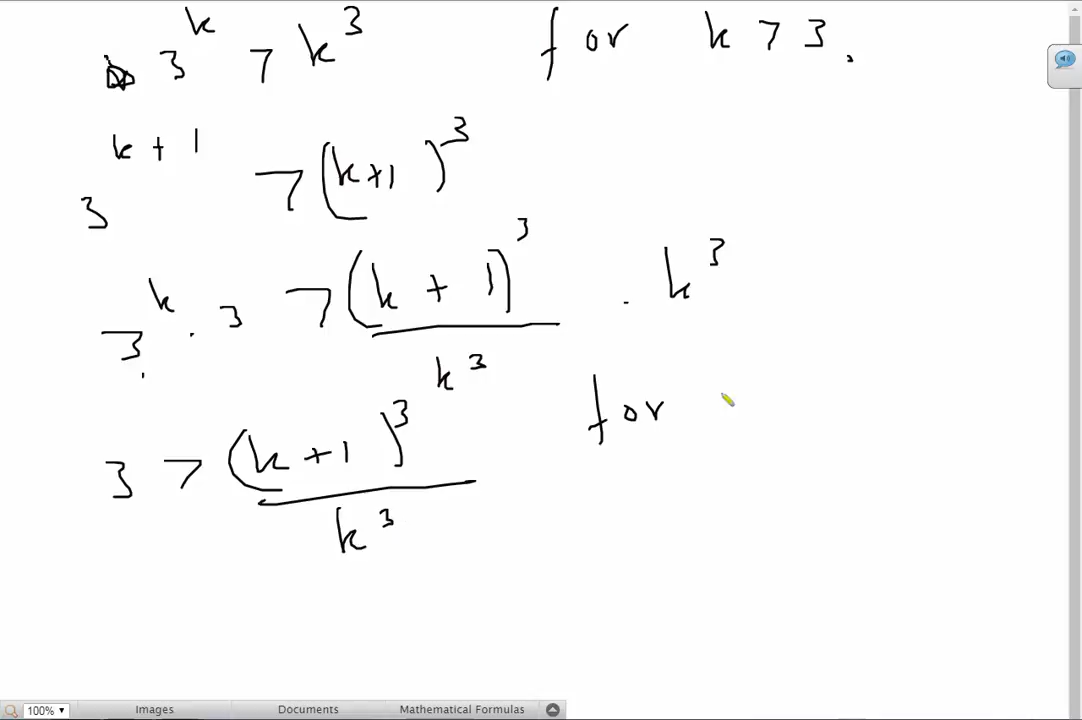 3^k > k^3 for k > 3.
3^{k+1} > (k+1)^3
3^k . 3 > (k+1)^3 / k^3 . k^3
3 > (k+1)^3 / k^3 for
100% ▾ Images Documents Mathematical Formulas